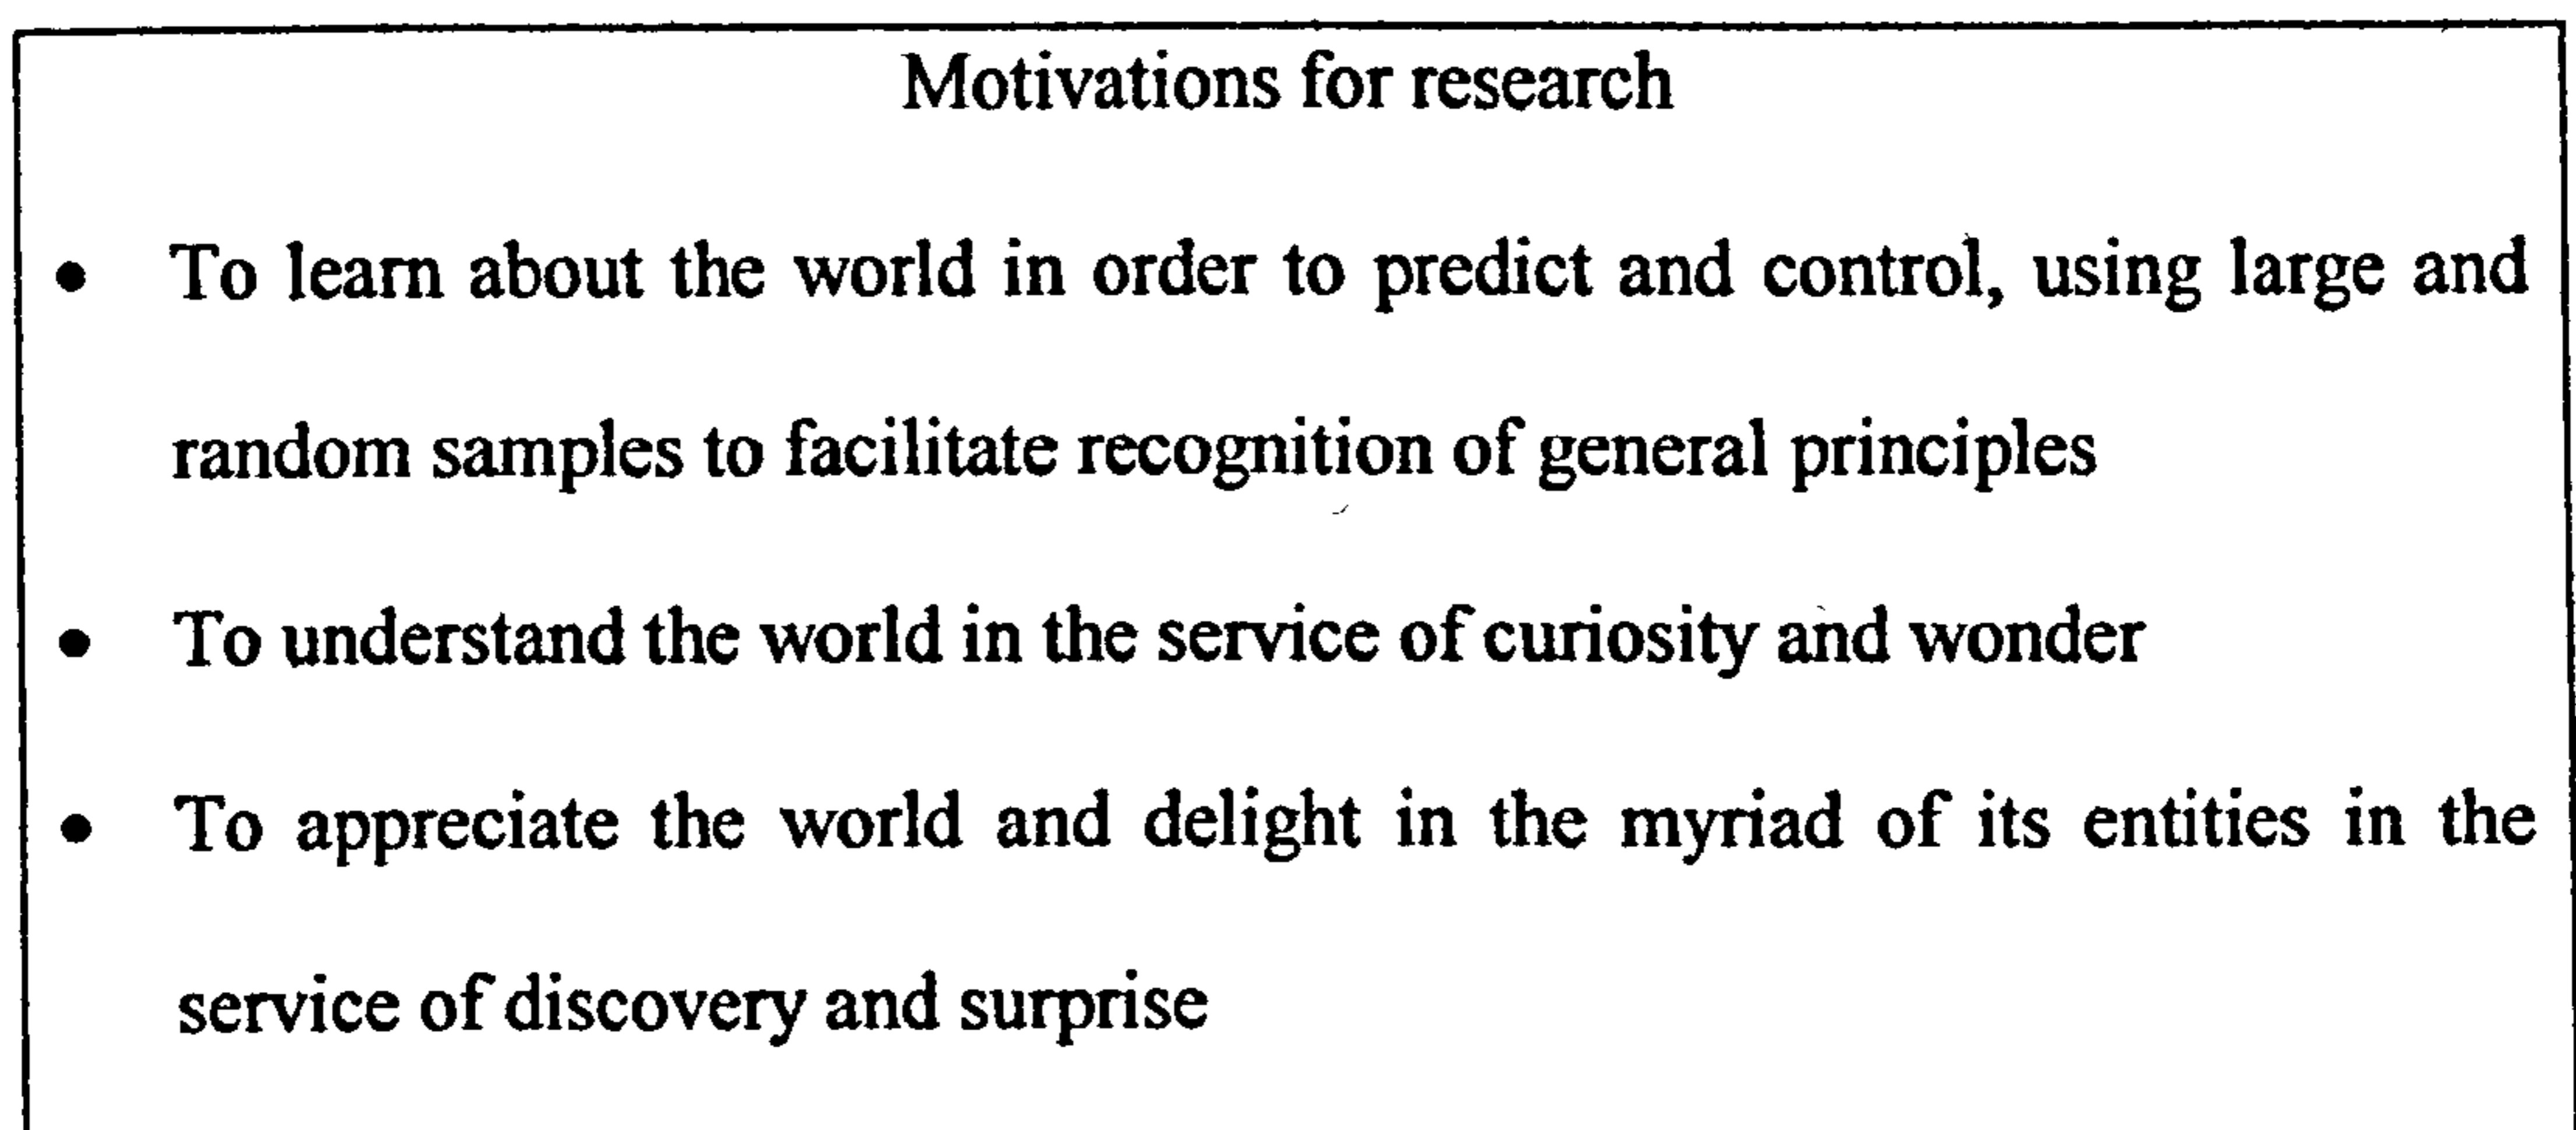 Motivations for research
• To learn about the world in order to predict and control, using large and
random samples to facilitate recognition of general principles
• To understand the world in the service of curiosity and wonder
• To appreciate the world and delight in the myriad of its entities in the
service of discovery and surprise